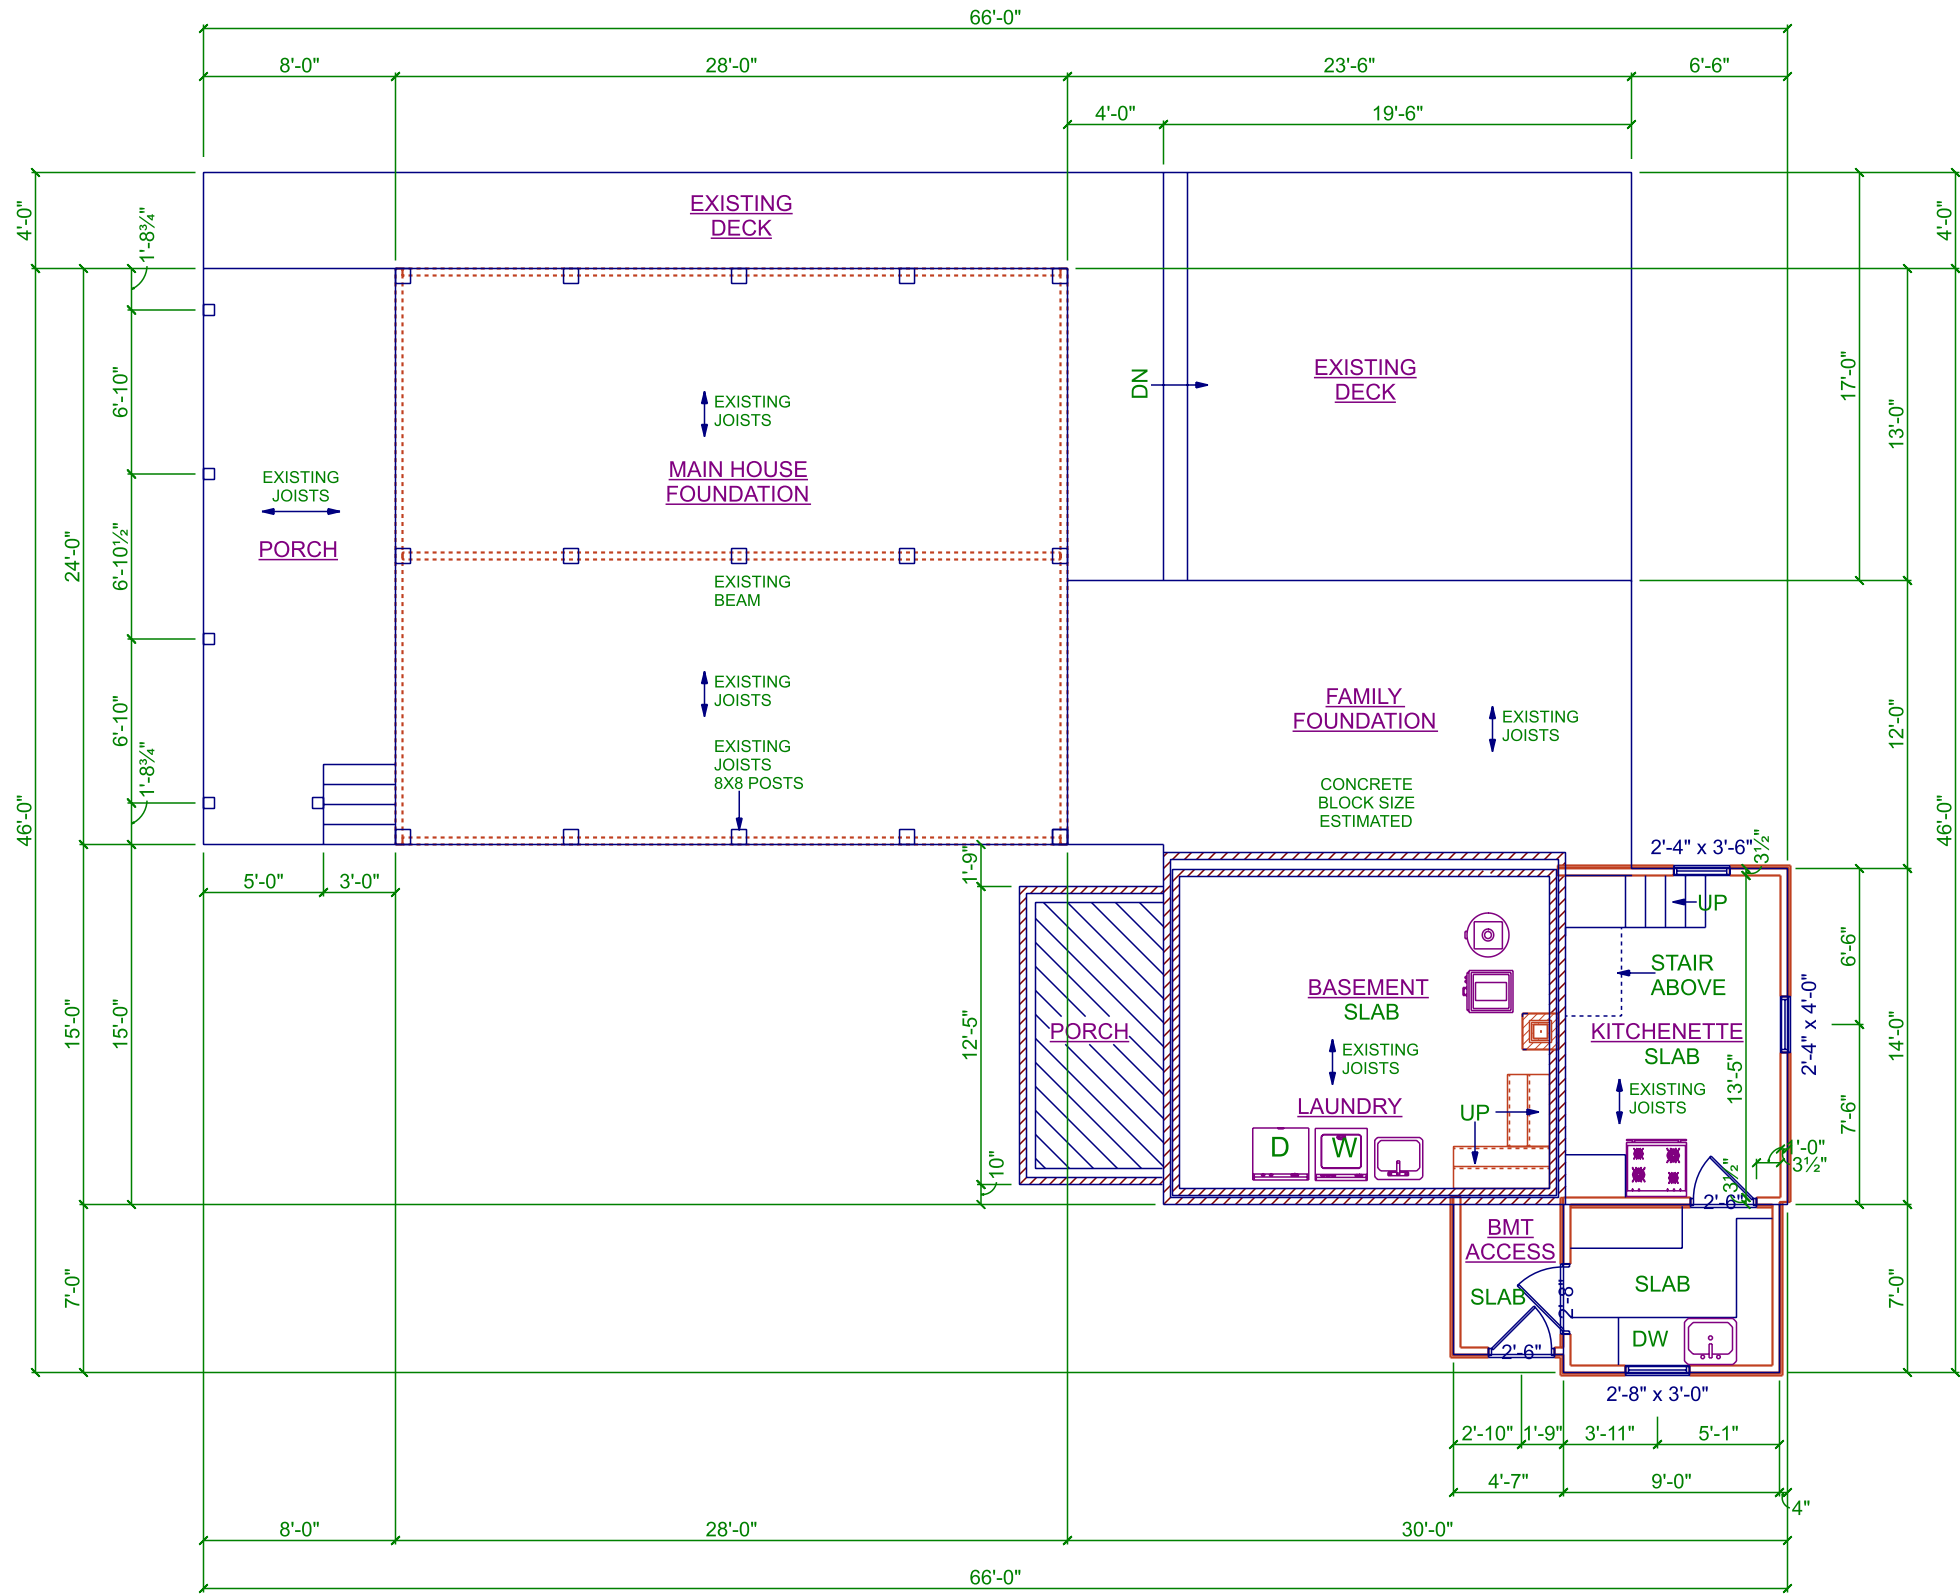 66'-0"
8'-0"
28'-0"
23'-6"
6'-6"
4'-0"
19'-6"
4'-0"
1'-8¾"
EXISTING
DECK
4'-0"
6'-10"
EXISTING
JOISTS
DN
EXISTING
DECK
17'-0"
13'-0"
MAIN HOUSE
FOUNDATION
EXISTING
JOISTS
PORCH
24'-0"
6'-10½"
EXISTING
BEAM
6'-10"
EXISTING
JOISTS
FAMILY
FOUNDATION
EXISTING
JOISTS
12'-0"
1'-8¾"
EXISTING
JOISTS
8X8 POSTS
CONCRETE
BLOCK SIZE
ESTIMATED
46'-0"
46'-0"
5'-0"
3'-0"
1'-9"
2'-4" x 3'-6"
3½"
UP
STAIR
ABOVE
6'-6"
15'-0"
15'-0"
12'-5"
PORCH
BASEMENT
SLAB
EXISTING
JOISTS
KITCHENETTE
SLAB
EXISTING
JOISTS
2'-4" x 4'-0"
14'-0"
13'-5"
7'-6"
LAUNDRY
UP
D
W
10"
1'-0"
3½"
3½"
2'-6"
BMT
ACCESS
SLAB
2'-8"
SLAB
7'-0"
7'-0"
DW
2'-6"
2'-8" x 3'-0"
2'-10"
1'-9"
3'-11"
5'-1"
4'-7"
9'-0"
4"
8'-0"
28'-0"
30'-0"
66'-0"